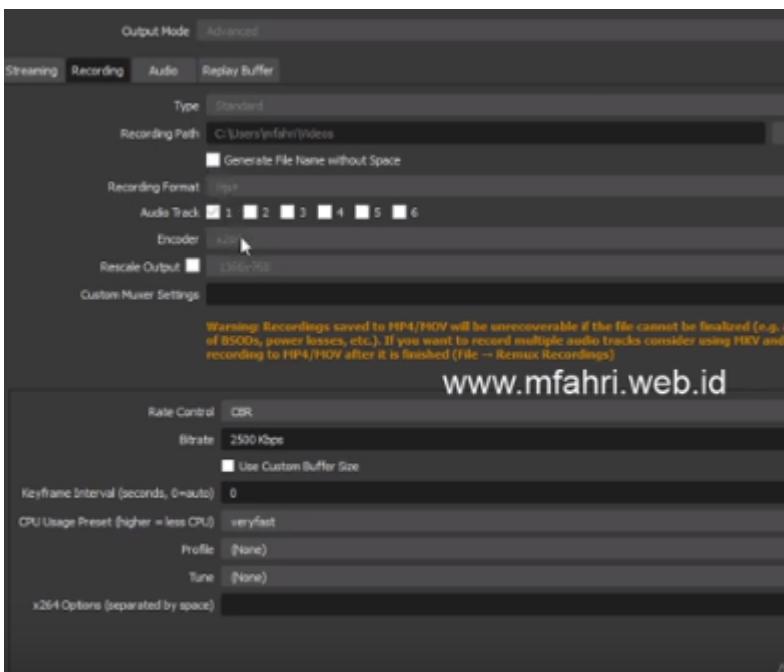 Output Mode Advanced
Streaming Recording Audio Replay Buffer
Type Standard
Recording Path C:\Users\mfahri\Videos
Generate File Name without Space
Recording Format
Audio Track 1 2 3 4 5 6
Encoder x264
Rescale Output 1366x768
Custom Muxer Settings
Warning: Recordings saved to MP4/MOV will be unrecoverable if the file cannot be finalized (e.g.
of BSODs, power losses, etc.). If you want to record multiple audio tracks consider using MKV and
recording to MP4/MOV after it is finished (File → Remux Recordings)
www.mfahri.web.id
Rate Control CBR
Bitrate 2500 Kbps
Use Custom Buffer Size
Keyframe Interval (seconds, 0=auto) 0
CPU Usage Preset (higher = less CPU) veryfast
Profile (None)
Tune (None)
x264 Options (separated by space)